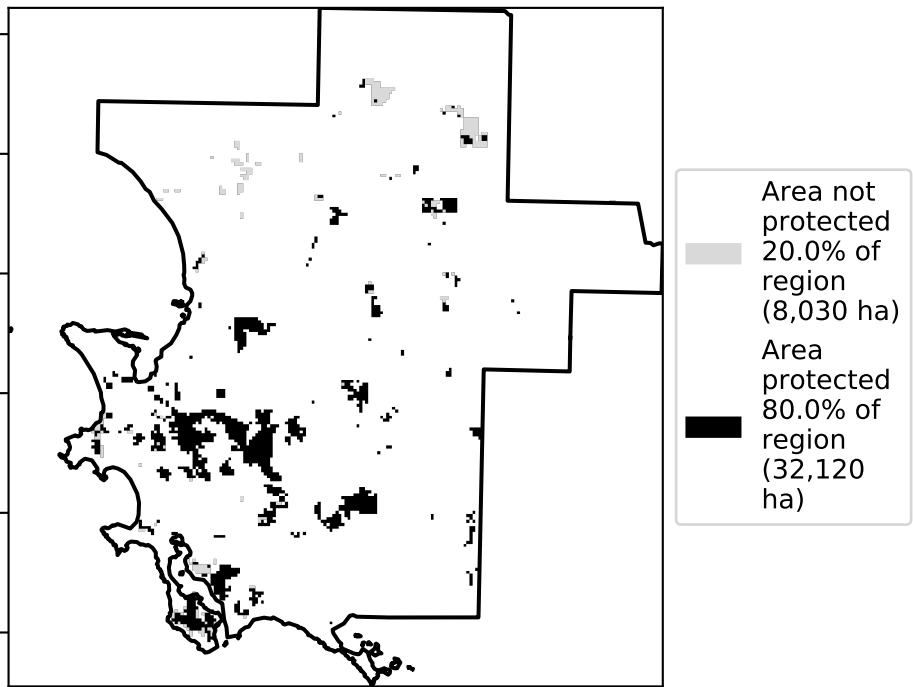 Area not
protected
20.0% of
region
(8,030 ha)
Area
protected
80.0% of
region
(32,120
ha)